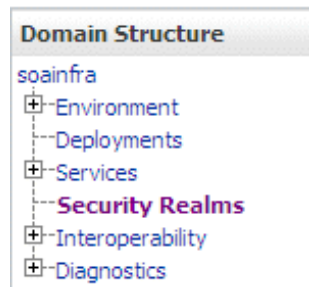 Domain Structure
soainfra
Environment
Deployments
Services
Security Realms
Interoperability
Diagnostics